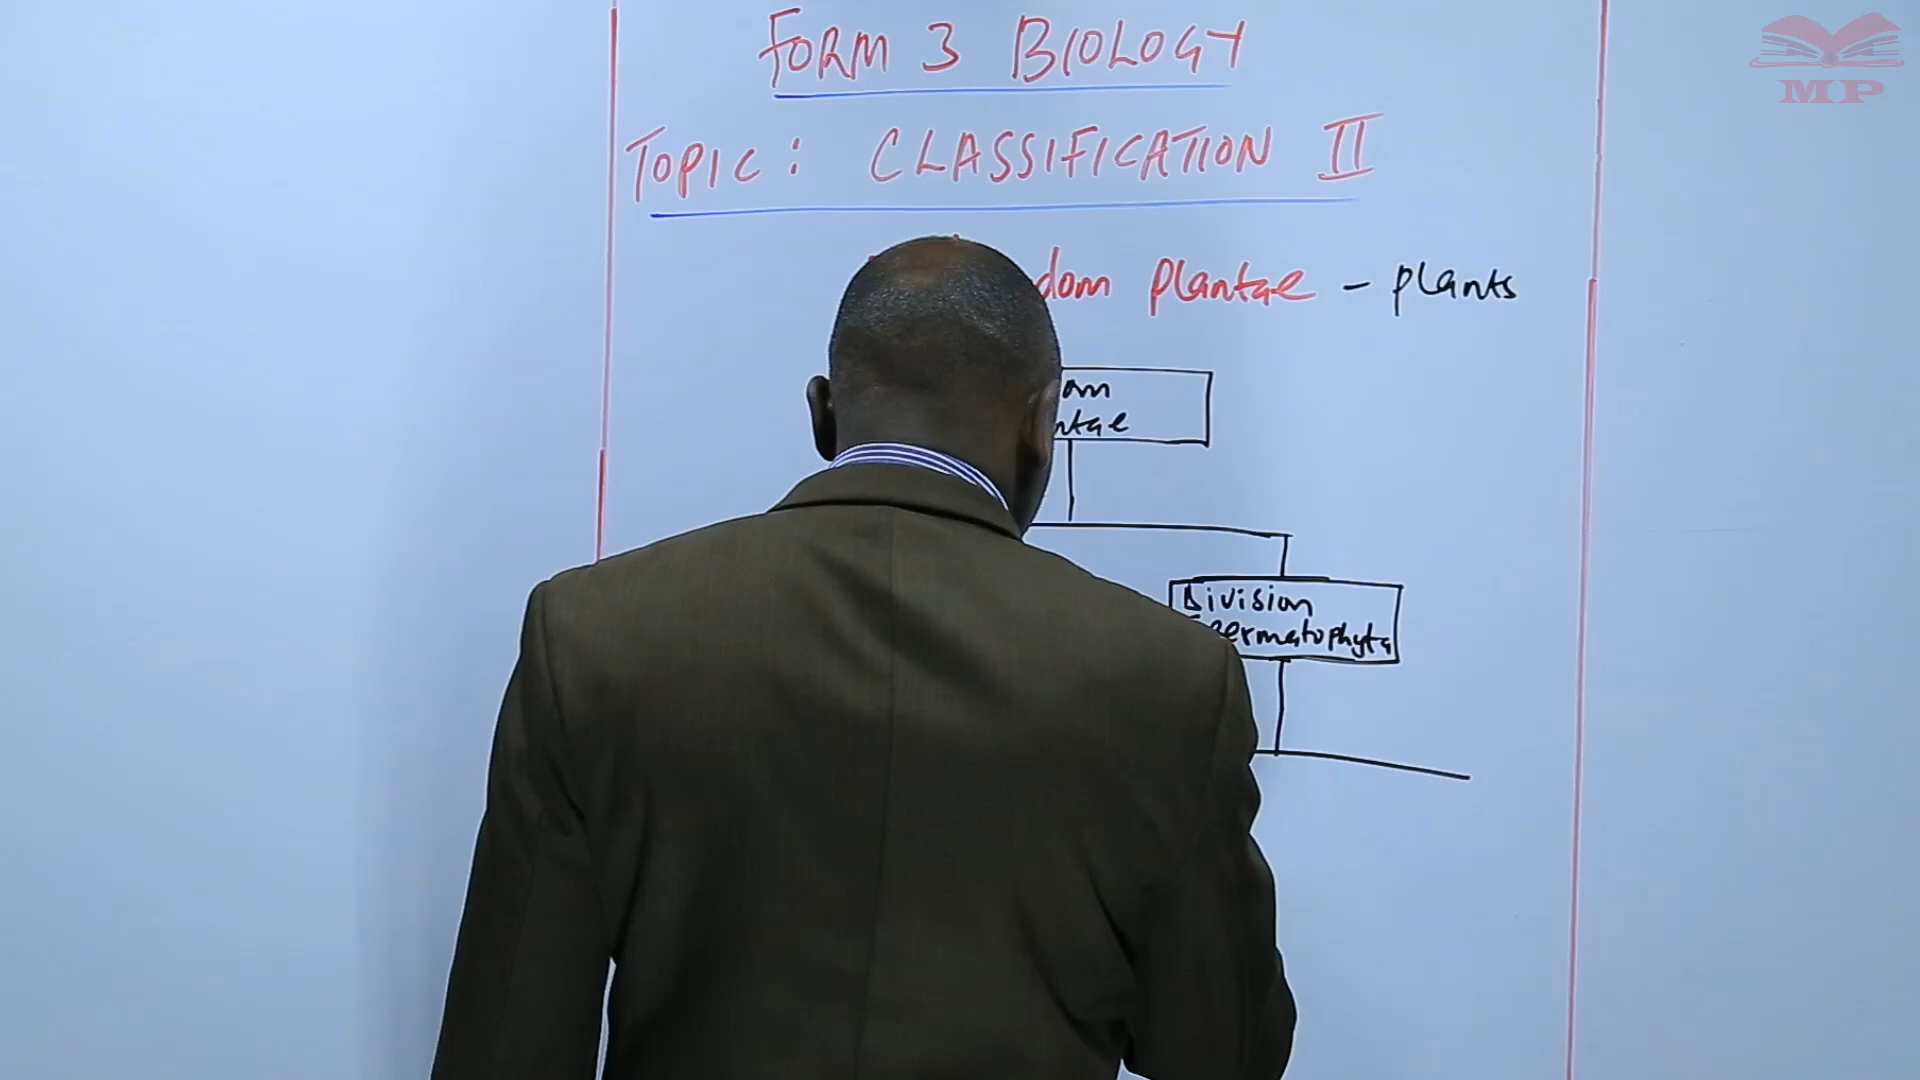 FORM 3 BIOLOGY
TOPIC: CLASSIFICATION II
dom plantae - plants
om
ntae
Division
permatophyta
MP